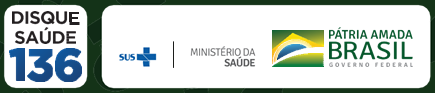 DISQUE
SAÚDE
136
SUS
MINISTÉRIO DA
SAÚDE
PÁTRIA AMADA
BRASIL
GOVERNO FEDERAL